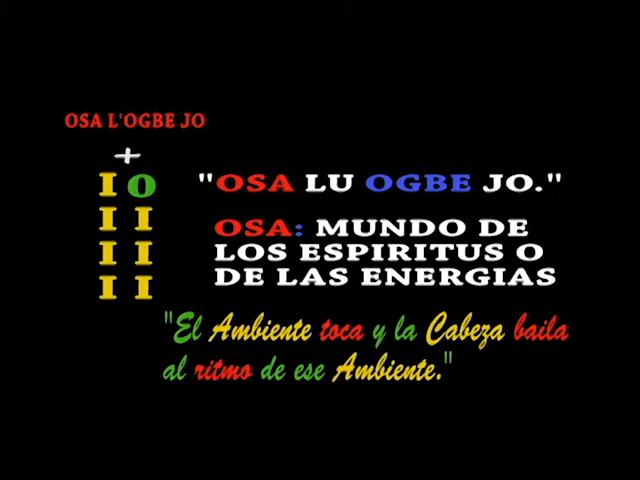 OSA L'OGBE JO
+
I O
I I
I I
I I
"OSA LU OGBE JO."
OSA: MUNDO DE
LOS ESPIRITUS O
DE LAS ENERGIAS
"El Ambiente toca y la Cabeza baila
al ritmo de ese Ambiente."